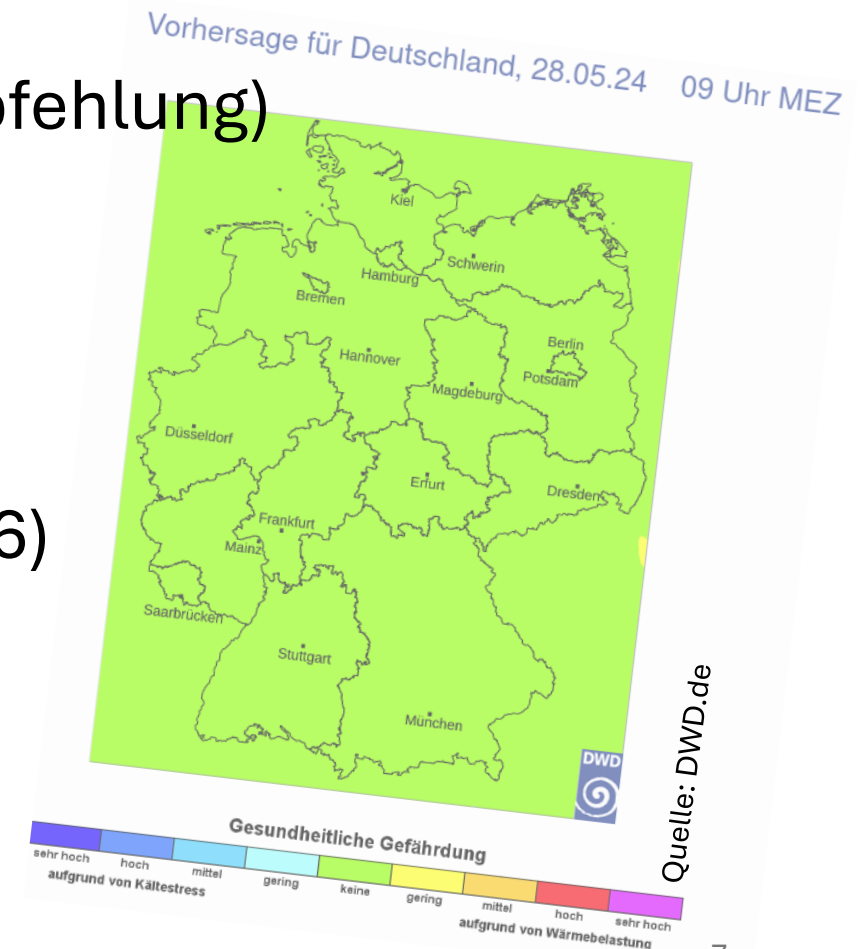 Vorhersage für Deutschland, 28.05.24 09 Uhr MEZ
pfehlung)
Kiel
Schwerin
Hamburg
Bremen
Berlin
Hannover
Potsdam
Magdeburg
Düsseldorf
Erfurt
Dresden
6)
Frankfurt
Mainz
Saarbrücken
Stuttgart
München
Quelle: DWD.de
DWD
Gesundheitliche Gefährdung
sehr hoch hoch mittel gering keine gering mittel hoch sehr hoch
aufgrund von Kältestress
aufgrund von Wärmebelastung